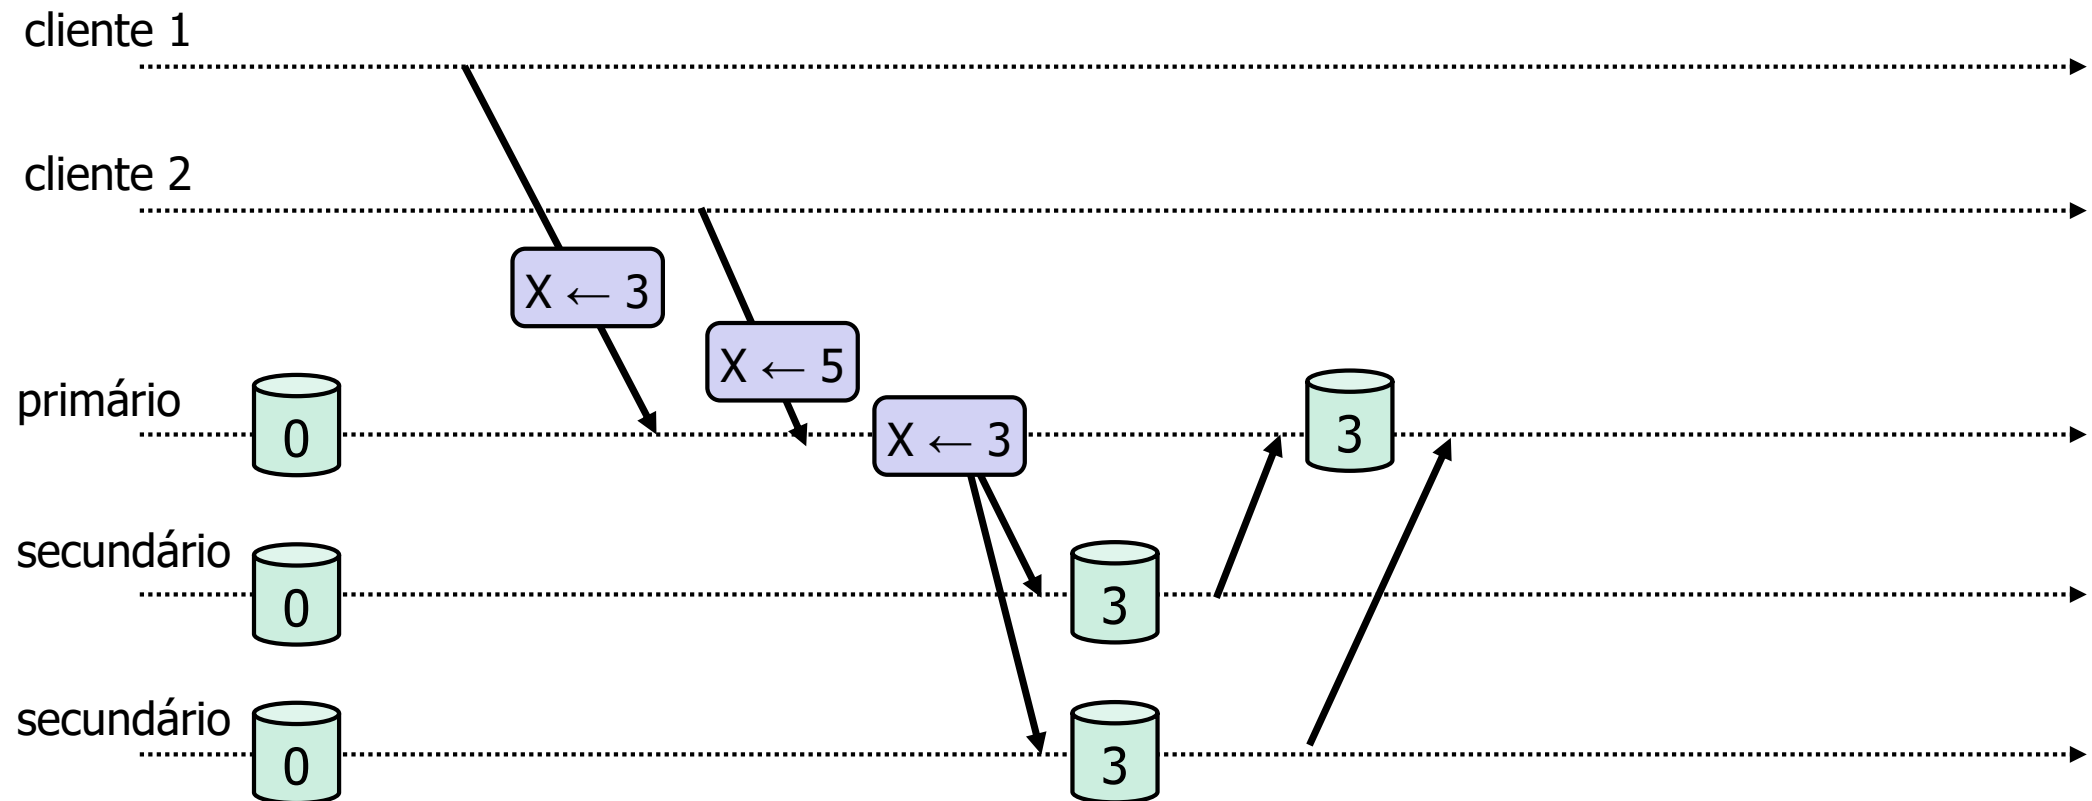 cliente 1
cliente 2
X ← 3
X ← 5
primário
0
X ← 3
3
secundário
0
3
secundário
0
3